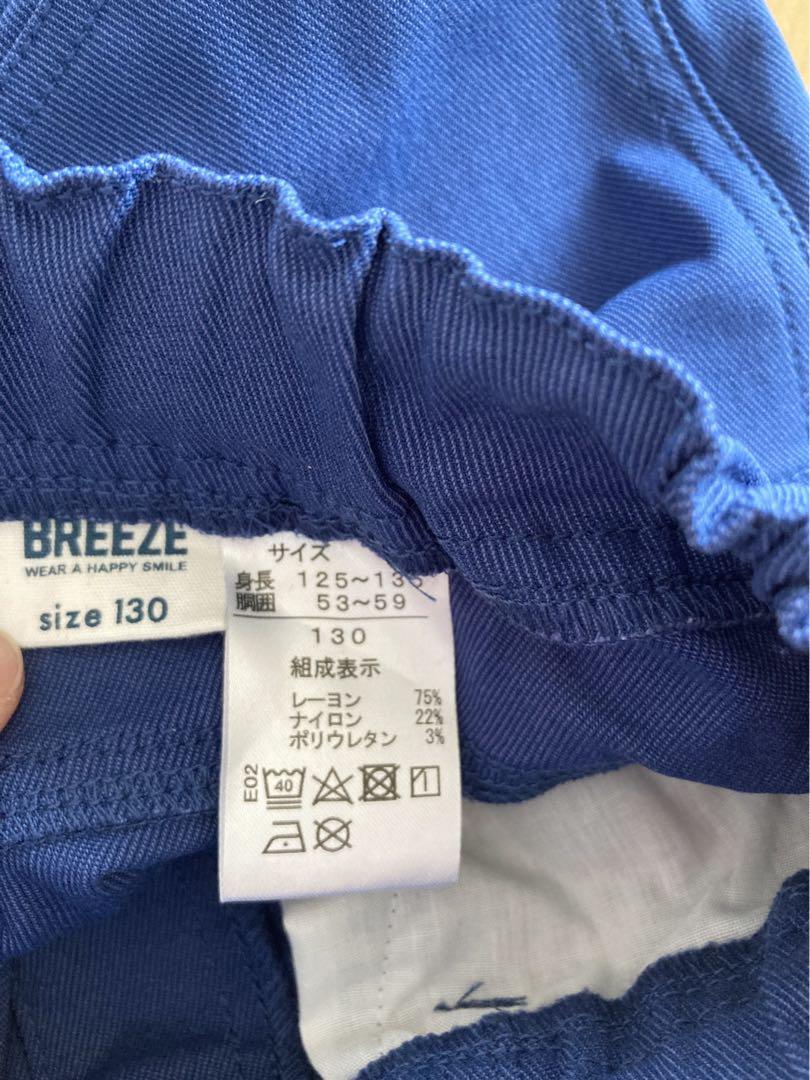 BREEZE
WEAR A HAPPY SMILE
size 130
サイズ
身長 125～135
胴囲 53～59
130
組成表示
レーヨン 75%
ナイロン 22%
ポリウレタン 3%
E02
40